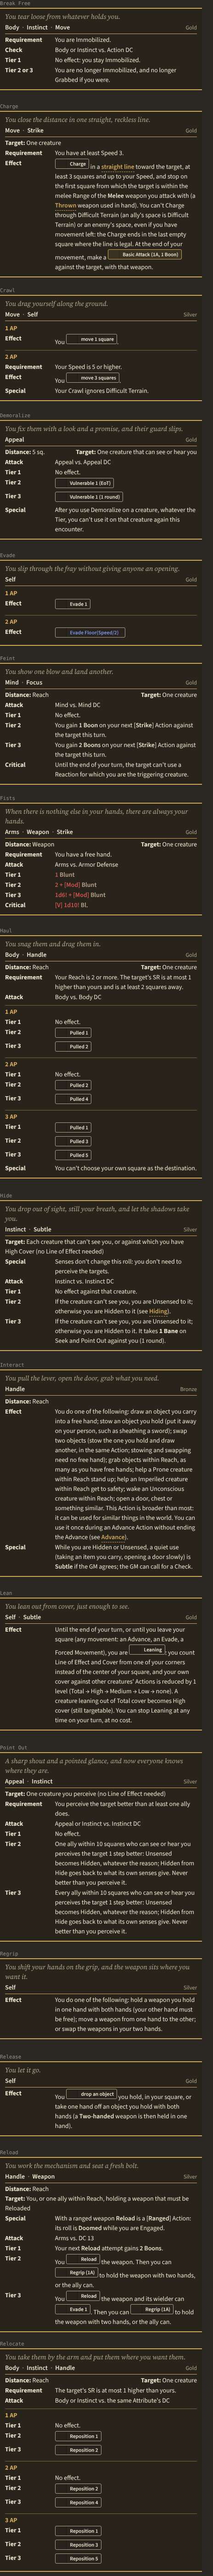 Break Free
You tear loose from whatever holds you.
Body · Instinct · Move Gold
Requirement You are Immobilized.
Check Body or Instinct vs. Action DC
Tier 1 No effect: you stay Immobilized.
Tier 2 or 3 You are no longer Immobilized, and no longer
Grabbed if you were.
Charge
You close the distance in one straight, reckless line.
Move · Strike Gold
Target: One creature
Requirement You have at least Speed 3.
Effect Charge in a straight line toward the target, at
least 3 squares and up to your Speed, and stop on
the first square from which the target is within the
melee Range of the Melee weapon you attack with (a
Thrown weapon used in hand). You can't Charge
through Difficult Terrain (an ally's space is Difficult
Terrain) or an enemy's space, even if you have
movement left: the Charge ends at the last empty
square where the line is legal. At the end of your
movement, make a Basic Attack (1A, 1 Boon)
against the target, with that weapon.
Crawl
You drag yourself along the ground.
Move · Self Silver
1 AP
Effect You move 1 square
2 AP
Requirement Your Speed is 5 or higher.
Effect You move 3 squares
Special Your Crawl ignores Difficult Terrain.
Demoralize
You fix them with a look and a promise, and their guard slips.
Appeal Gold
Distance: 5 sq. Target: One creature that can see or hear you
Attack Appeal vs. Appeal DC
Tier 1 No effect.
Tier 2 Vulnerable 1 (EoT)
Tier 3 Vulnerable 1 (1 round)
Special After you use Demoralize on a creature, whatever the
Tier, you can't use it on that creature again this
encounter.
Evade
You slip through the fray without giving anyone an opening.
Self Gold
1 AP
Effect Evade 1
2 AP
Effect Evade Floor(Speed/2)
Feint
You show one blow and land another.
Mind · Focus Gold
Distance: Reach Target: One creature
Attack Mind vs. Mind DC
Tier 1 No effect.
Tier 2 You gain 1 Boon on your next [Strike] Action against
the target this turn.
Tier 3 You gain 2 Boons on your next [Strike] Action against
the target this turn.
Critical Until the end of your turn, the target can't use a
Reaction for which you are the triggering creature.
Fists
When there is nothing else in your hands, there are always your
hands.
Arms · Weapon · Strike Gold
Distance: Weapon Target: One creature
Requirement You have a free hand.
Attack Arms vs. Armor Defense
Tier 1 1 Blunt
Tier 2 2 + [Mod] Blunt
Tier 3 1d6! + [Mod] Blunt
Critical [V] 1d10! Bl.
Haul
You snag them and drag them in.
Body · Handle Gold
Distance: Reach Target: One creature
Requirement Your Reach is 2 or more. The target's SR is at most 1
higher than yours and is at least 2 squares away.
Attack Body vs. Body DC
1 AP
Tier 1 No effect.
Tier 2 Pulled 1
Tier 3 Pulled 2
2 AP
Tier 1 No effect.
Tier 2 Pulled 2
Tier 3 Pulled 4
3 AP
Tier 1 Pulled 1
Tier 2 Pulled 3
Tier 3 Pulled 5
Special You can't choose your own square as the destination.
Hide
You drop out of sight, still your breath, and let the shadows take
you.
Instinct · Subtle Silver
Target: Each creature that can't see you, or against which you have
High Cover (no Line of Effect needed)
Special Senses don't change this roll: you don't need to
perceive the targets.
Attack Instinct vs. Instinct DC
Tier 1 No effect against that creature.
Tier 2 If the creature can't see you, you are Unsensed to it;
otherwise you are Hidden to it (see Hiding).
Tier 3 If the creature can't see you, you are Unsensed to it;
otherwise you are Hidden to it. It takes 1 Bane on
Seek and Point Out against you (1 round).
Interact
You pull the lever, open the door, grab what you need.
Handle Bronze
Distance: Reach
Effect You do one of the following: draw an object you carry
into a free hand; stow an object you hold (put it away
on your person, such as sheathing a sword); swap
two objects (stow the one you hold and draw
another, in the same Action; stowing and swapping
need no free hand); grab objects within Reach, as
many as you have free hands; help a Prone creature
within Reach stand up; help an Imperiled creature
within Reach get to safety; wake an Unconscious
creature within Reach; open a door, chest or
something similar. This Action is broader than most:
it can be used for similar things in the world. You can
use it once during an Advance Action without ending
the Advance (see Advance).
Special While you are Hidden or Unsensed, a quiet use
(taking an item you carry, opening a door slowly) is
Subtle if the GM agrees; the GM can call for a Check.
Lean
You lean out from cover, just enough to see.
Self · Subtle Gold
Effect Until the end of your turn, or until you leave your
square (any movement: an Advance, an Evade, a
Forced Movement), you are Leaning: you count
Line of Effect and Cover from one of your corners
instead of the center of your square, and your own
cover against other creatures' Actions is reduced by 1
level (Total → High → Medium → Low → none). A
creature leaning out of Total cover becomes High
cover (still targetable). You can stop Leaning at any
time on your turn, at no cost.
Point Out
A sharp shout and a pointed glance, and now everyone knows
where they are.
Appeal · Instinct Silver
Target: One creature you perceive (no Line of Effect needed)
Requirement You perceive the target better than at least one ally
does.
Attack Appeal or Instinct vs. Instinct DC
Tier 1 No effect.
Tier 2 One ally within 10 squares who can see or hear you
perceives the target 1 step better: Unsensed
becomes Hidden, whatever the reason; Hidden from
Hide goes back to what its own senses give. Never
better than you perceive it.
Tier 3 Every ally within 10 squares who can see or hear you
perceives the target 1 step better: Unsensed
becomes Hidden, whatever the reason; Hidden from
Hide goes back to what its own senses give. Never
better than you perceive it.
Regrip
You shift your hands on the grip, and the weapon sits where you
want it.
Self Silver
Effect You do one of the following: hold a weapon you hold
in one hand with both hands (your other hand must
be free); move a weapon from one hand to the other;
or swap the weapons in your two hands.
Release
You let it go.
Self Gold
Effect You drop an object you hold, in your square, or
take one hand off an object you hold with both
hands (a Two-handed weapon is then held in one
hand).
Reload
You work the mechanism and seat a fresh bolt.
Handle · Weapon Silver
Target: You, or one ally within Reach, holding a weapon that must be
Reloaded
Special With a ranged weapon Reload is a [Ranged] Action:
its roll is Doomed while you are Engaged.
Attack Arms vs. DC 13
Tier 1 Your next Reload attempt gains 2 Boons.
Tier 2 You Reload the weapon. Then you can
Regrip (1A) to hold the weapon with two hands,
or the ally can.
Tier 3 You Reload the weapon and its wielder can
Evade 1. Then you can Regrip (1A) to hold
the weapon with two hands, or the ally can.
Relocate
You take them by the arm and put them where you want them.
Body · Instinct · Handle Gold
Distance: Reach Target: One creature
Requirement The target's SR is at most 1 higher than yours.
Attack Body or Instinct vs. the same Attribute's DC
1 AP
Tier 1 No effect.
Tier 2 Reposition 1
Tier 3 Reposition 2
2 AP
Tier 1 No effect.
Tier 2 Reposition 2
Tier 3 Reposition 4
3 AP
Tier 1 Reposition 1
Tier 2 Reposition 3
Tier 3 Reposition 5